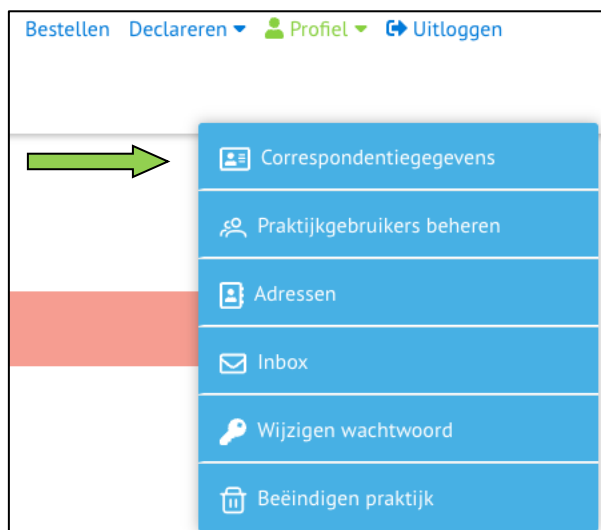 Bestellen Declareren Profiel Uitloggen
Correspondentiegegevens
Praktijkgebruikers beheren
Adressen
Inbox
Wijzigen wachtwoord
Beëindigen praktijk